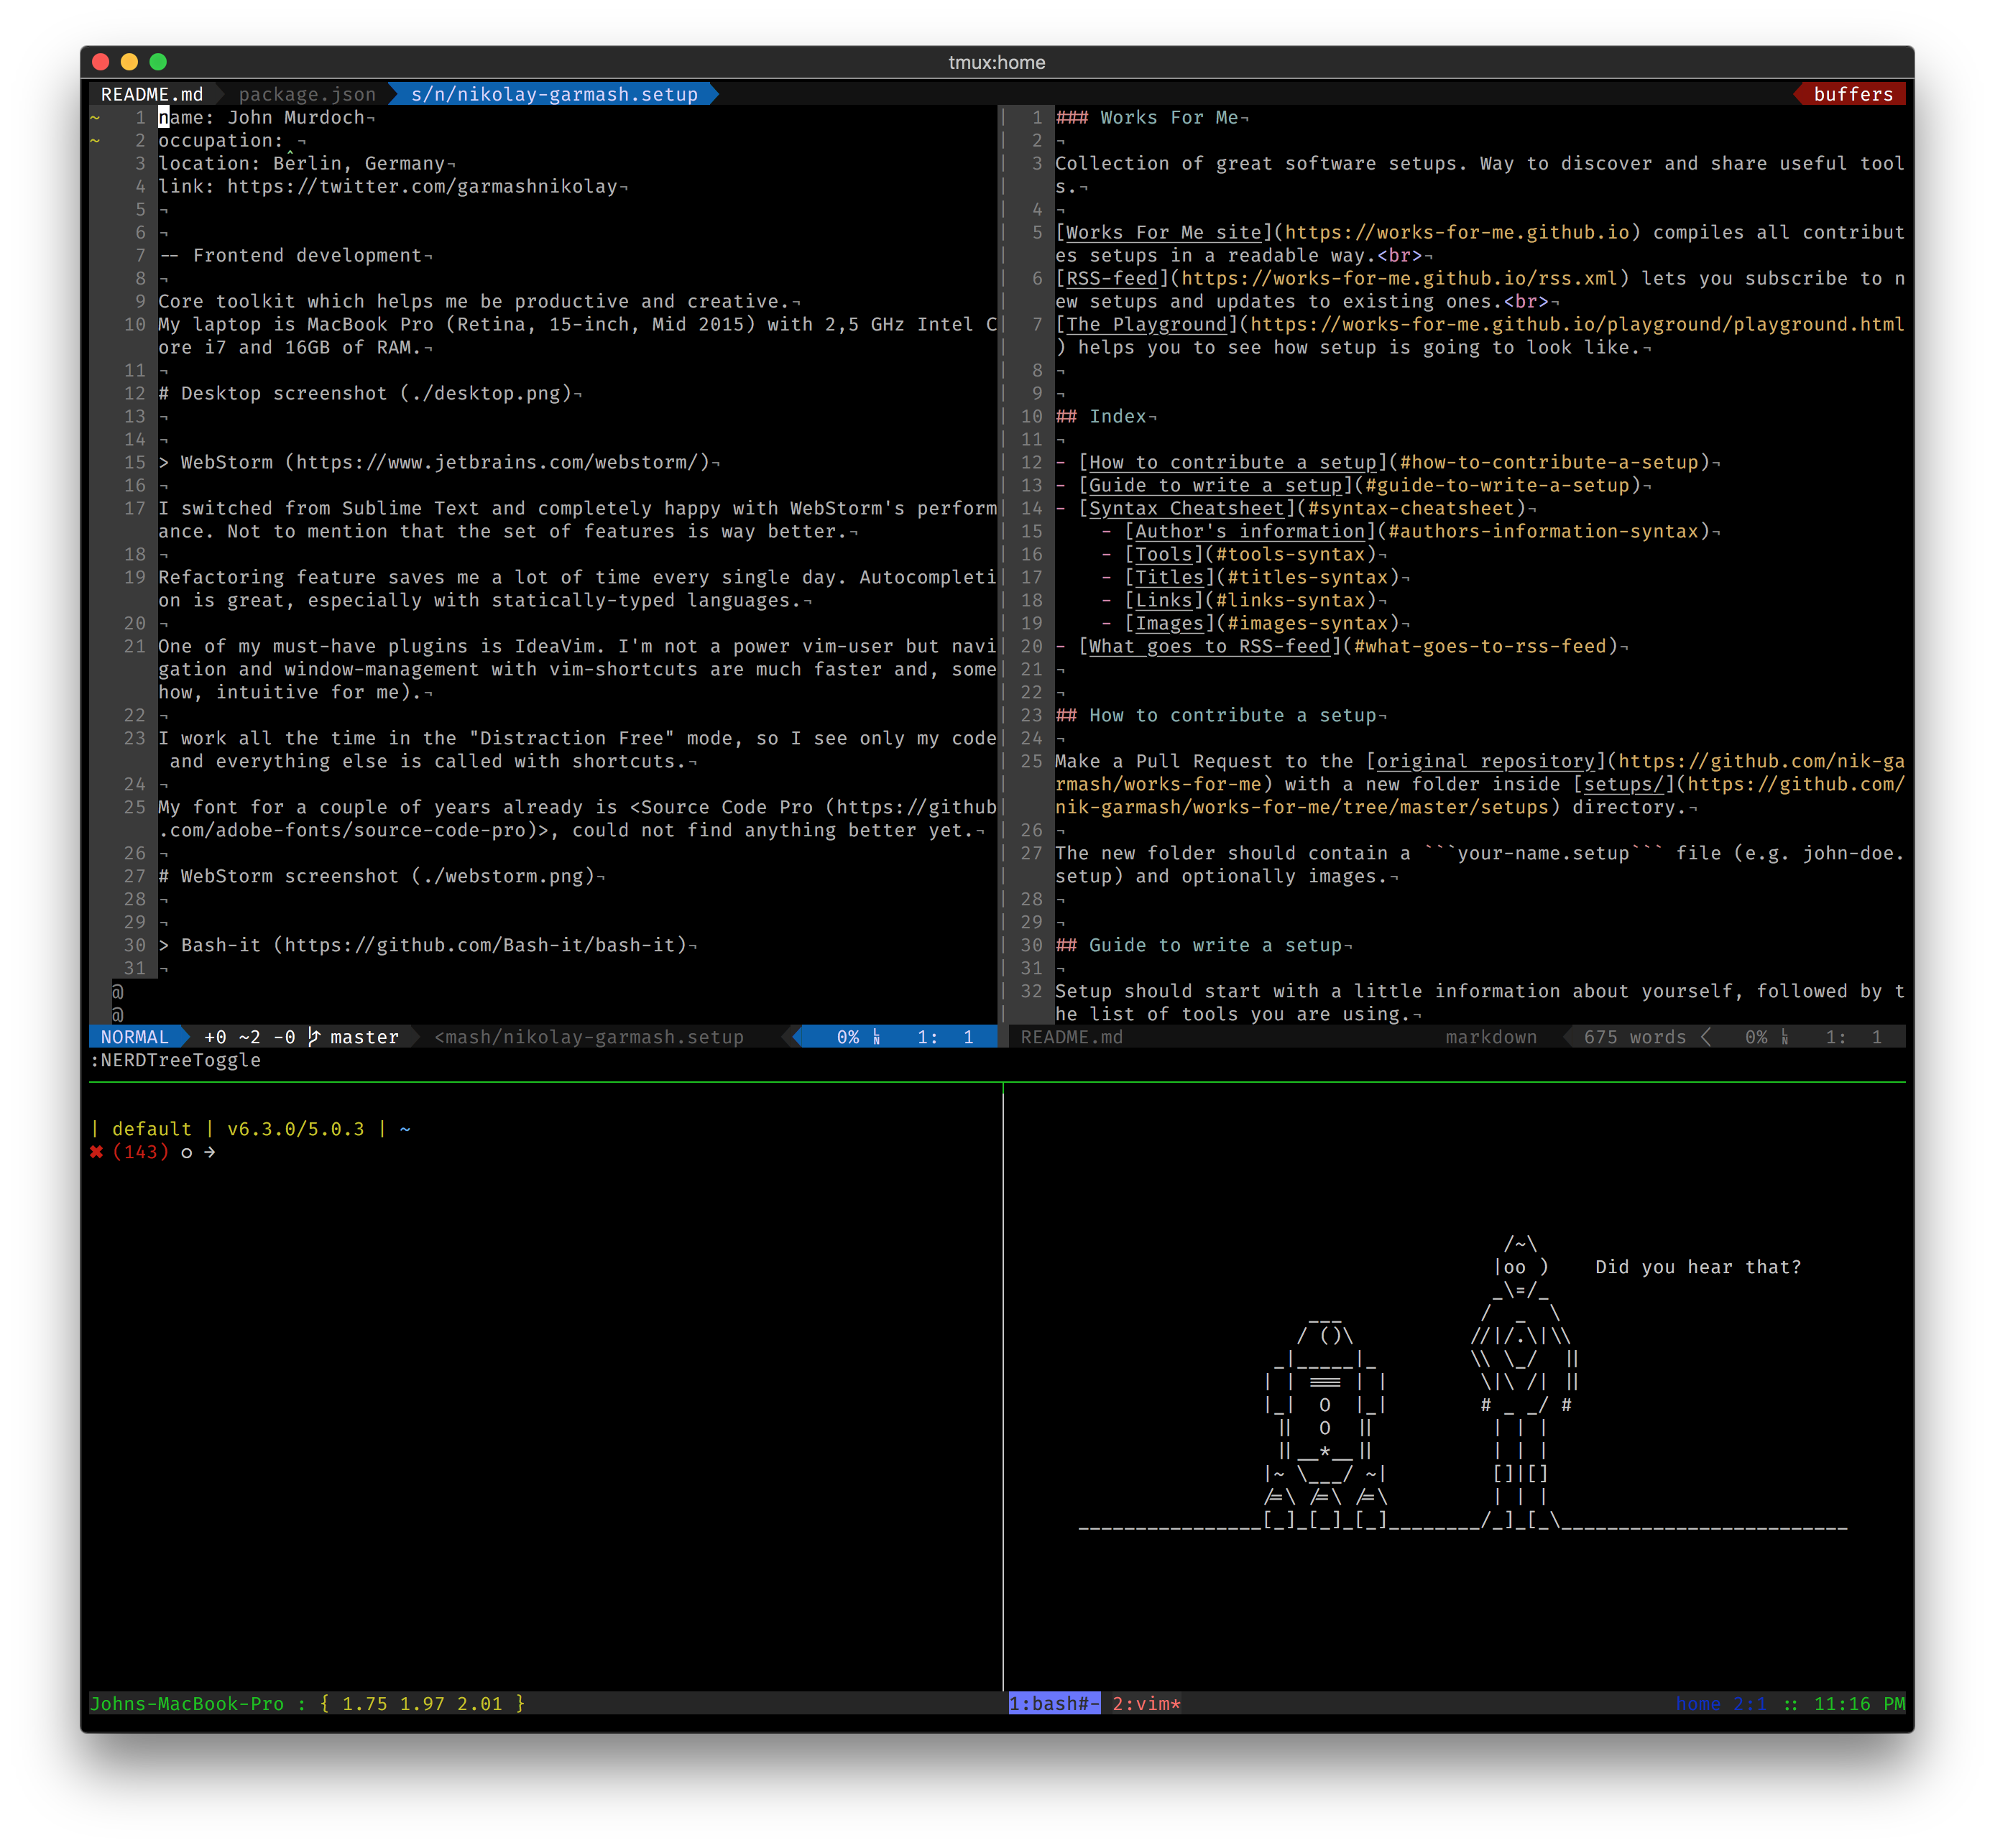 tmux:home
README.md package.json s/n/nikolay-garmash.setup buffers
~ 1 name: John Murdoch¬
~ 2 occupation: ¬
3 location: Berlin, Germany¬
4 link: https://twitter.com/garmashnikolay¬
5 ¬
6 ¬
7 -- Frontend development¬
8 ¬
9 Core toolkit which helps me be productive and creative.¬
10 My laptop is MacBook Pro (Retina, 15-inch, Mid 2015) with 2,5 GHz Intel C
ore i7 and 16GB of RAM.¬
11 ¬
12 # Desktop screenshot (./desktop.png)¬
13 ¬
14 ¬
15 > WebStorm (https://www.jetbrains.com/webstorm/)¬
16 ¬
17 I switched from Sublime Text and completely happy with WebStorm's perform
ance. Not to mention that the set of features is way better.¬
18 ¬
19 Refactoring feature saves me a lot of time every single day. Autocompleti
on is great, especially with statically-typed languages.¬
20 ¬
21 One of my must-have plugins is IdeaVim. I'm not a power vim-user but navi
gation and window-management with vim-shortcuts are much faster and, some
how, intuitive for me).¬
22 ¬
23 I work all the time in the "Distraction Free" mode, so I see only my code
and everything else is called with shortcuts.¬
24 ¬
25 My font for a couple of years already is <Source Code Pro (https://github
.com/adobe-fonts/source-code-pro)>, could not find anything better yet.¬
26 ¬
27 # WebStorm screenshot (./webstorm.png)¬
28 ¬
29 ¬
30 > Bash-it (https://github.com/Bash-it/bash-it)¬
31 ¬
@
@
NORMAL +0 ~2 -0 master <mash/nikolay-garmash.setup 0% 1: 1
:NERDTreeToggle
1 ### Works For Me¬
2 ¬
3 Collection of great software setups. Way to discover and share useful tool
s.¬
4 ¬
5 [Works For Me site](https://works-for-me.github.io) compiles all contribut
es setups in a readable way.<br>¬
6 [RSS-feed](https://works-for-me.github.io/rss.xml) lets you subscribe to n
ew setups and updates to existing ones.<br>¬
7 [The Playground](https://works-for-me.github.io/playground/playground.html
) helps you to see how setup is going to look like.¬
8 ¬
9 ¬
10 ## Index¬
11 ¬
12 - [How to contribute a setup](#how-to-contribute-a-setup)¬
13 - [Guide to write a setup](#guide-to-write-a-setup)¬
14 - [Syntax Cheatsheet](#syntax-cheatsheet)¬
15 - [Author's information](#authors-information-syntax)¬
16 - [Tools](#tools-syntax)¬
17 - [Titles](#titles-syntax)¬
18 - [Links](#links-syntax)¬
19 - [Images](#images-syntax)¬
20 - [What goes to RSS-feed](#what-goes-to-rss-feed)¬
21 ¬
22 ¬
23 ## How to contribute a setup¬
24 ¬
25 Make a Pull Request to the [original repository](https://github.com/nik-ga
rmash/works-for-me) with a new folder inside [setups/](https://github.com/
nik-garmash/works-for-me/tree/master/setups) directory.¬
26 ¬
27 The new folder should contain a ```your-name.setup``` file (e.g. john-doe.
setup) and optionally images.¬
28 ¬
29 ¬
30 ## Guide to write a setup¬
31 ¬
32 Setup should start with a little information about yourself, followed by t
he list of tools you are using.¬
README.md markdown 675 words 0% 1: 1
| default | v6.3.0/5.0.3 | ~
✖ (143) ○ →
Did you hear that?
Johns-MacBook-Pro : { 1.75 1.97 2.01 } 1:bash#- 2:vim* home 2:1 :: 11:16 PM